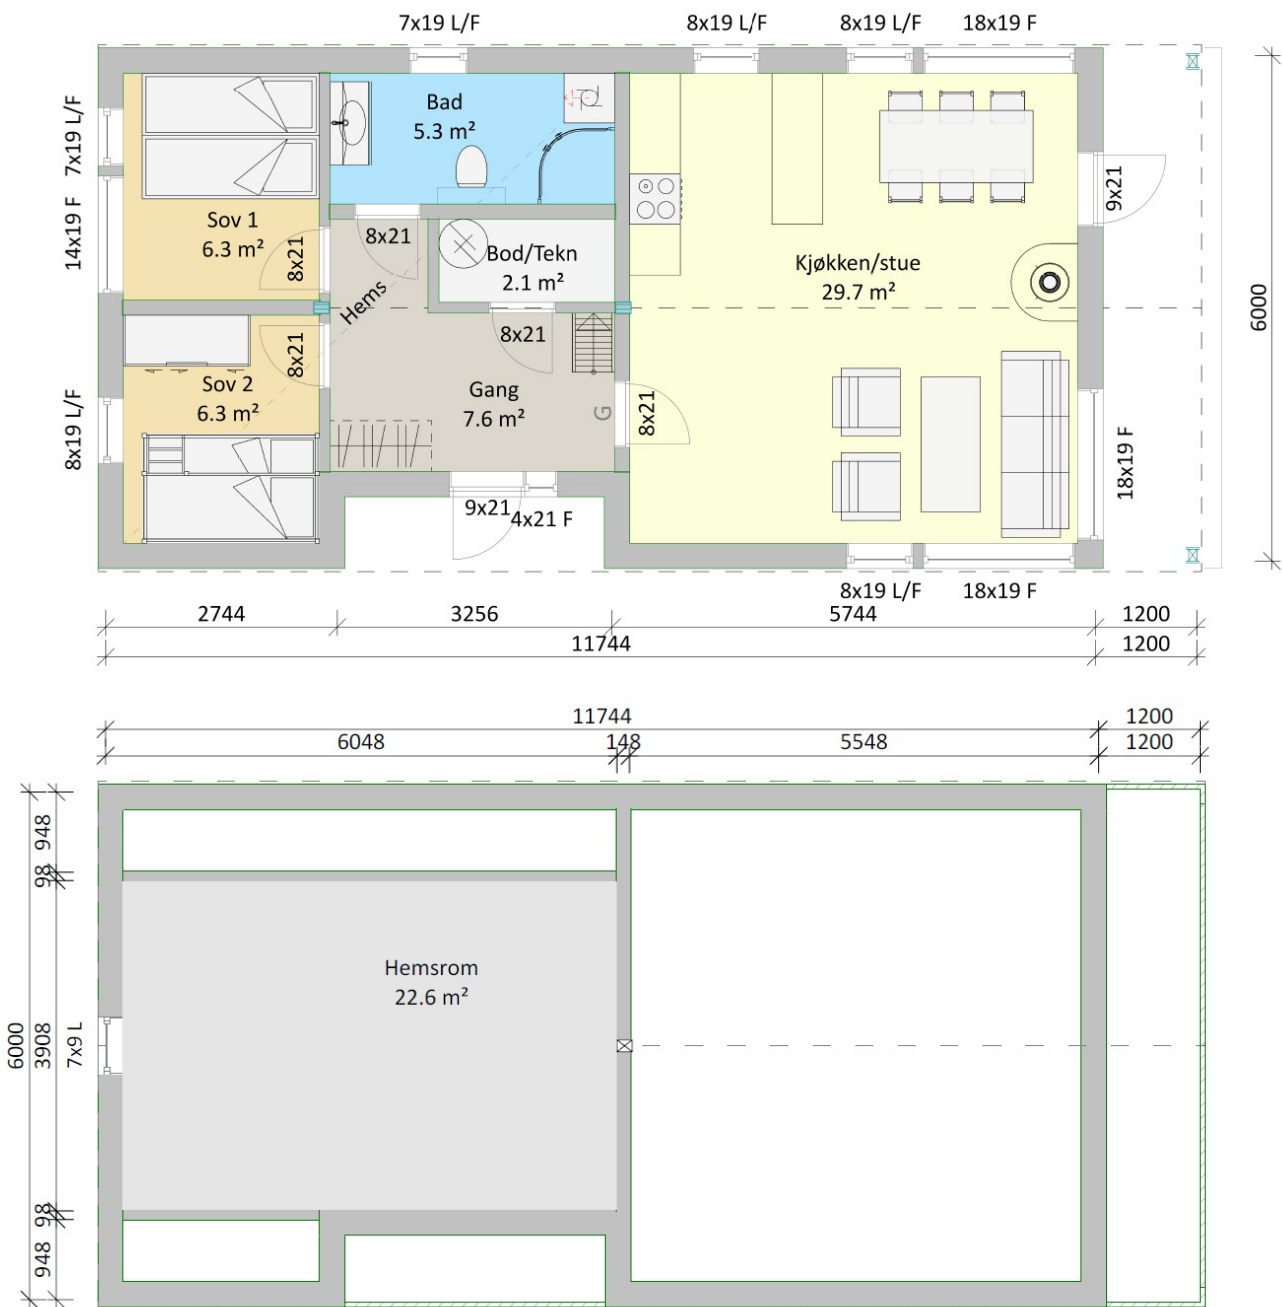 7x19 L/F
8x19 L/F
8x19 L/F
18x19 F
7x19 L/F
14x19 F
8x19 L/F
Bad
5.3 m²
Sov 1
6.3 m²
8x21
8x21
Bod/Tekn
2.1 m²
Kjøkken/stue
29.7 m²
9x21
6000
Hems
8x21
8x21
Sov 2
6.3 m²
Gang
7.6 m²
G
8x21
18x19 F
9x21
4x21 F
8x19 L/F
18x19 F
2744
3256
5744
1200
11744
1200
11744
1200
6048
148
5548
1200
948
98
6000
3908
7x9 L
98
948
Hemsrom
22.6 m²